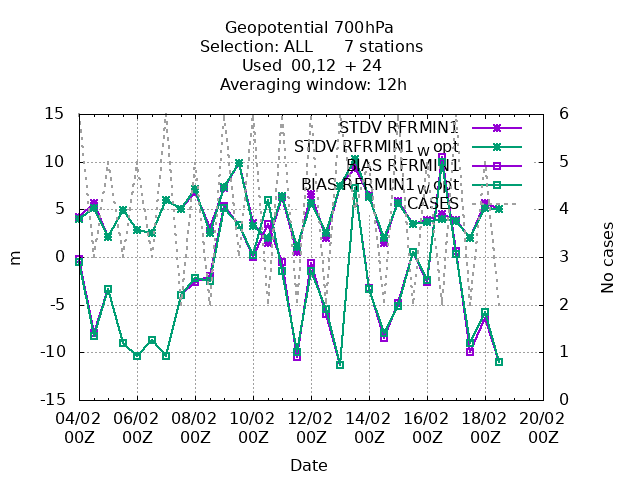 Geopotential 700hPa
Selection: ALL 7 stations
Used 00,12 + 24
Averaging window: 12h
15 6
STDV RFRMIN1
STDV RFRMIN1_W opt
10 5
BIAS RFRMIN1
BIAS RFRMIN1_W opt
CASES
5 4
0 3
m
No cases
-5 2
-10 1
-15 0
04/02 06/02 08/02 10/02 12/02 14/02 16/02 18/02 20/02
00Z 00Z 00Z 00Z 00Z 00Z 00Z 00Z 00Z
Date